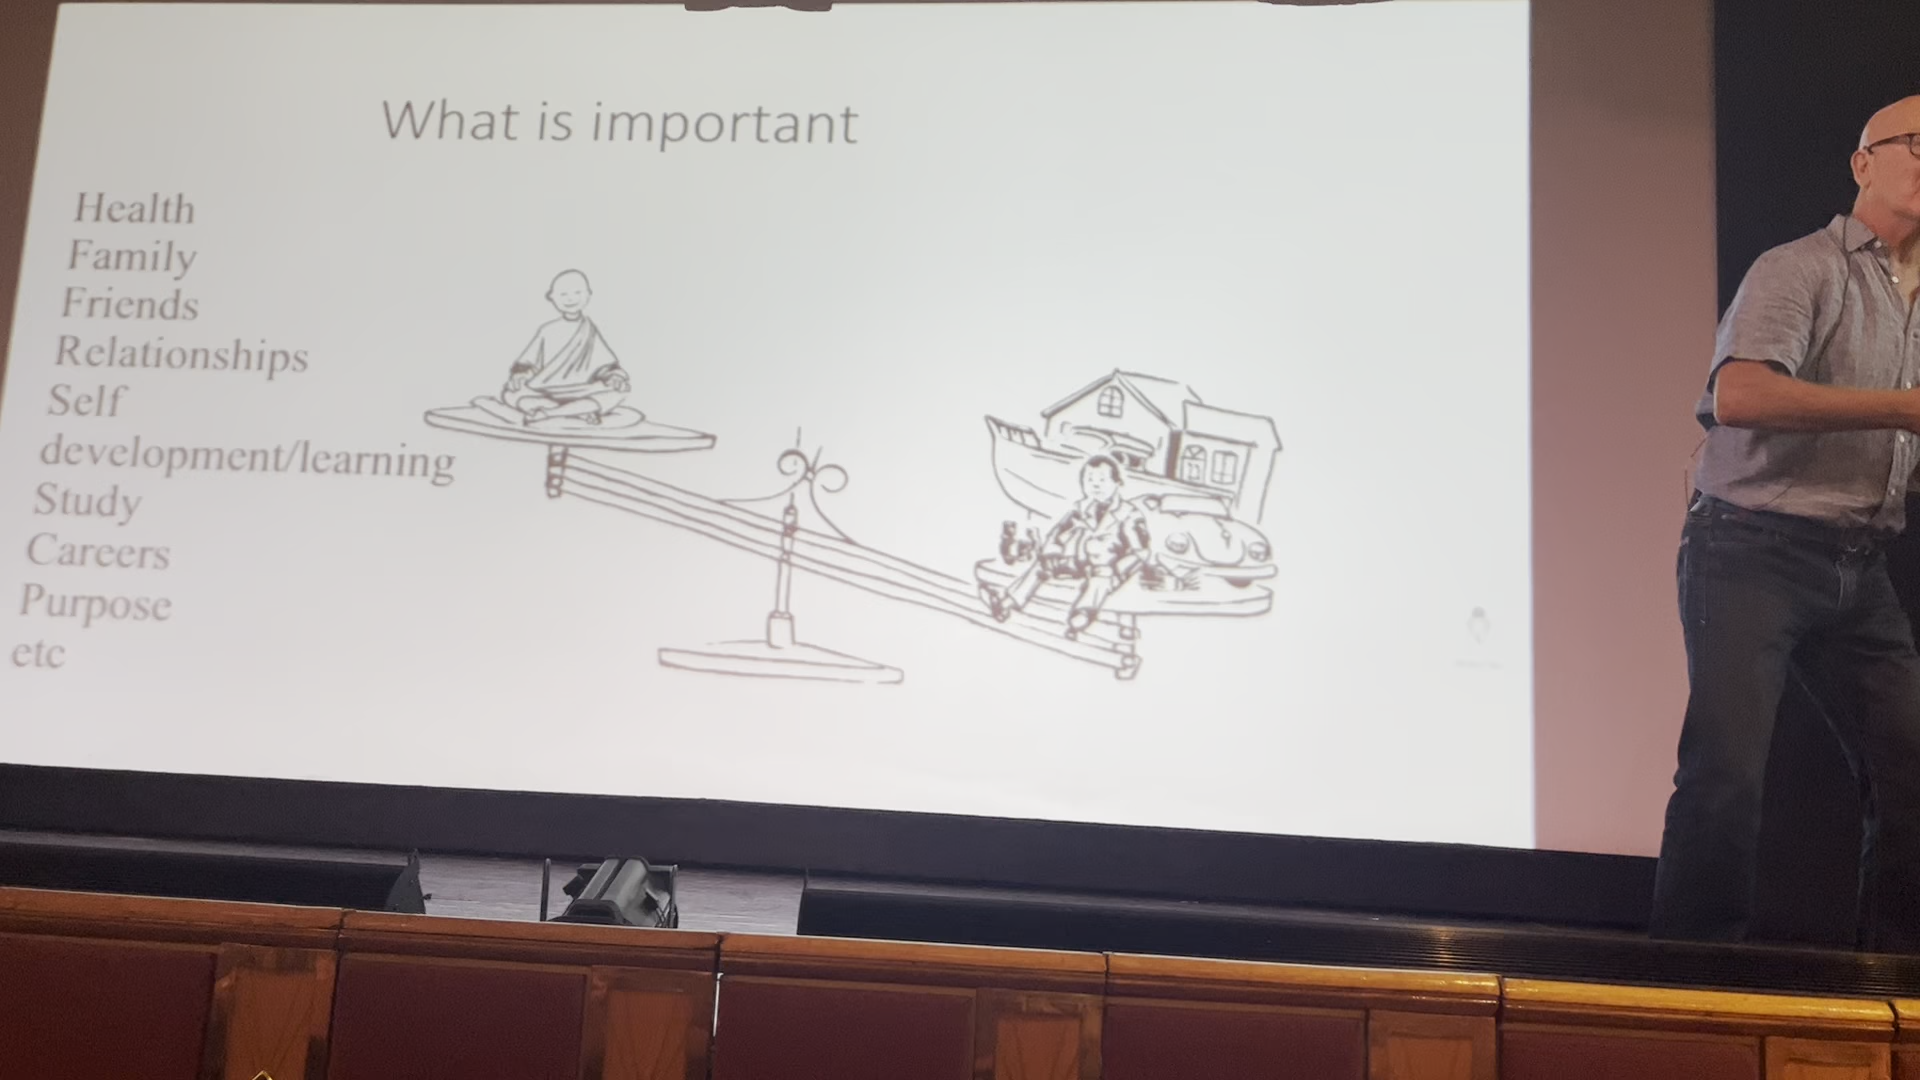 What is important
Health
Family
Friends
Relationships
Self
development/learning
Study
Careers
Purpose
etc